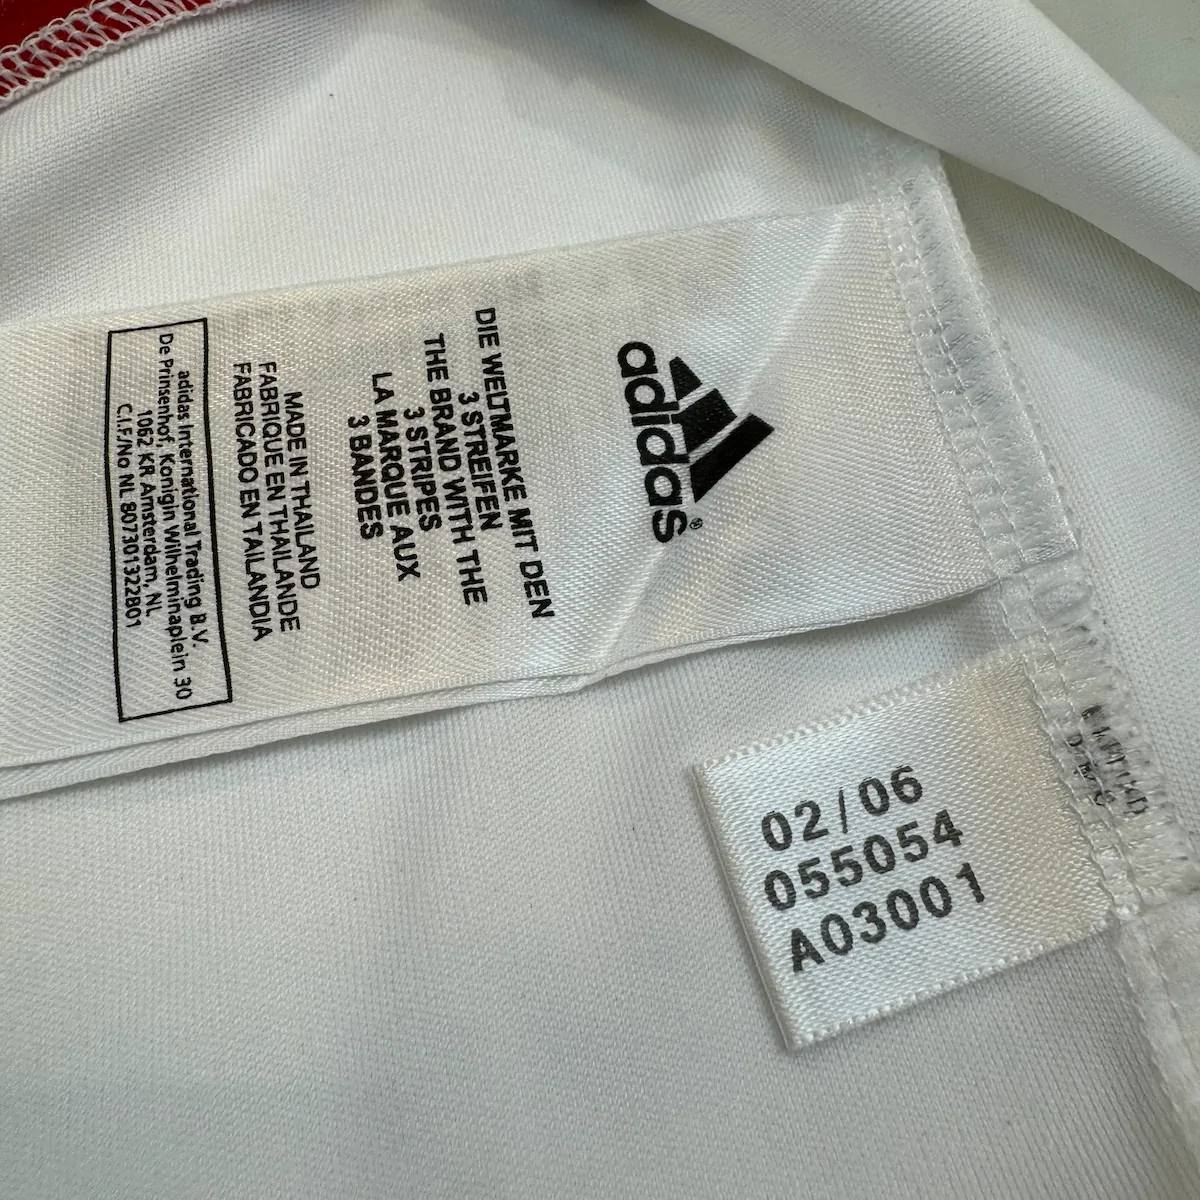 adidas®
DIE WELTMARKE MIT DEN
3 STREIFEN
THE BRAND WITH THE
3 STRIPES
LA MARQUE AUX
3 BANDES
MADE IN THAILAND
FABRIQUE EN THAILANDE
FABRICADO EN TAILANDIA
adidas International Trading B.V.
De Prinsenhof, Konigin Wilhelminaplein 30
1062 KR Amsterdam, NL
C.I.F./No NL 807301322B01
02/06
055054
A03001